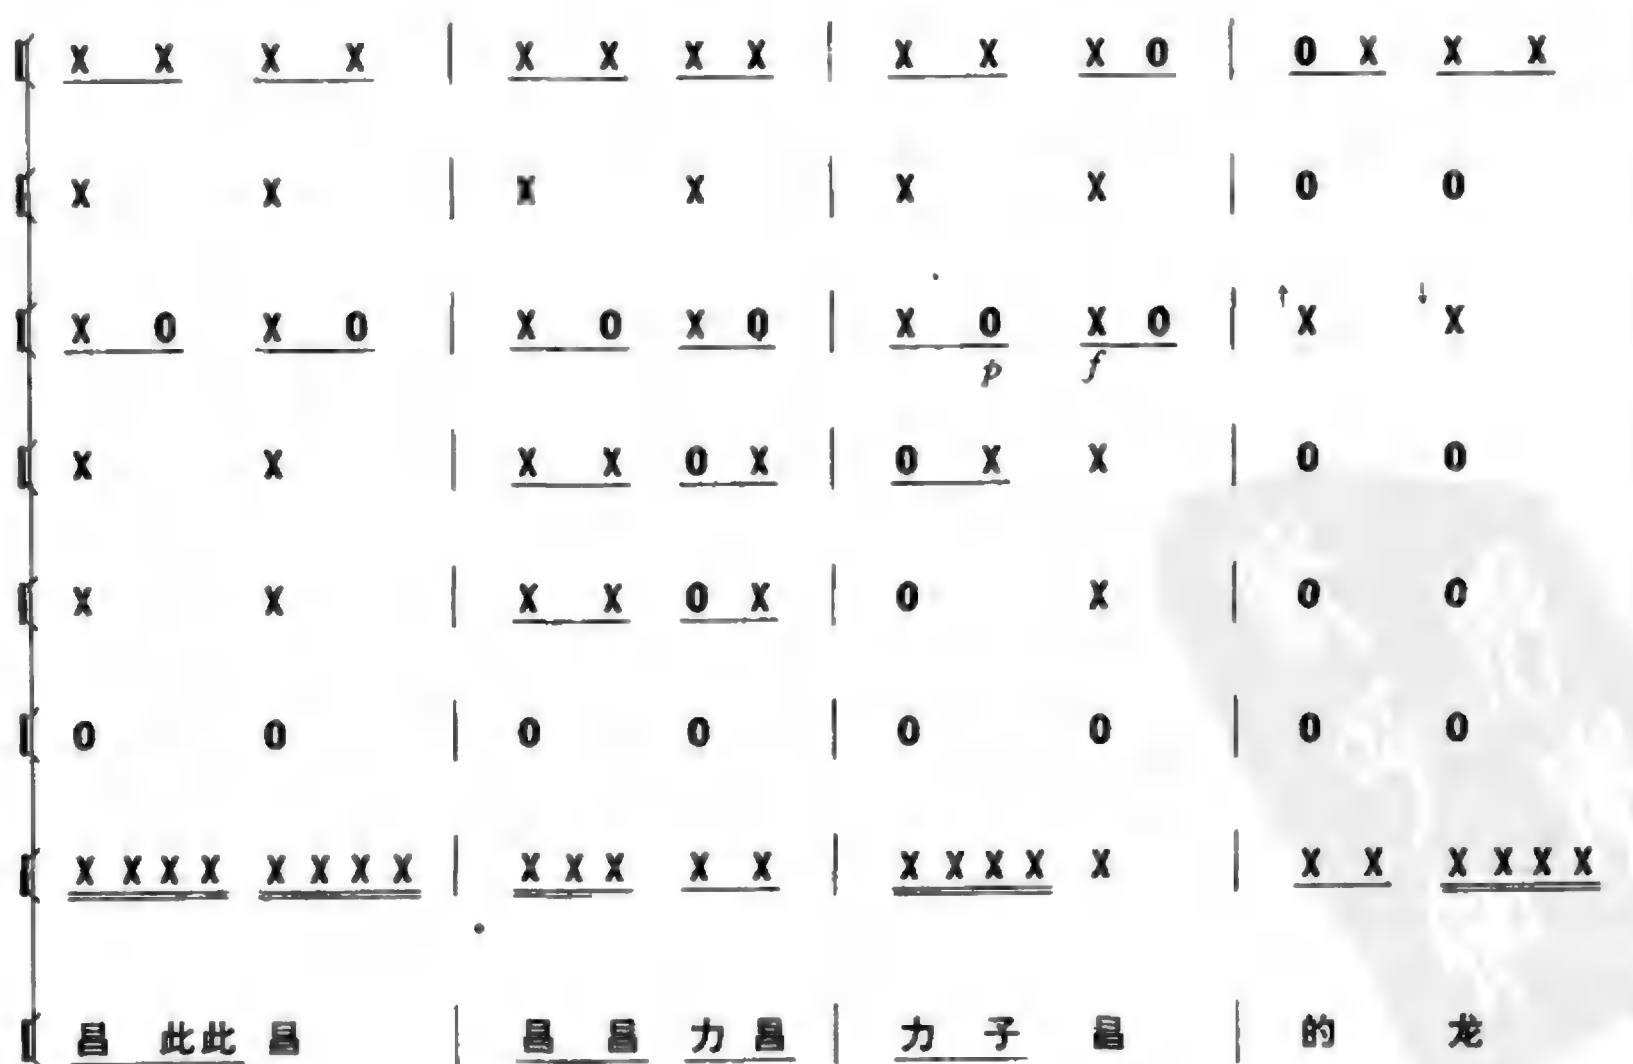 X X X X | X X X X | X X X 0 | 0 X X X
X X | X X | X X | 0 0
X 0 X 0 | X 0 X 0 | X 0 X 0 | ↑X ↓X
p f
X X | X X 0 X | 0 X X | 0 0
X X | X X 0 X | 0 X | 0 0
0 0 | 0 0 | 0 0 | 0 0
X X X X X X X X | X X X X X | X X X X X | X X X X X X
昌 此此 昌 | 昌 昌 力 昌 | 力 子 昌 | 的 龙